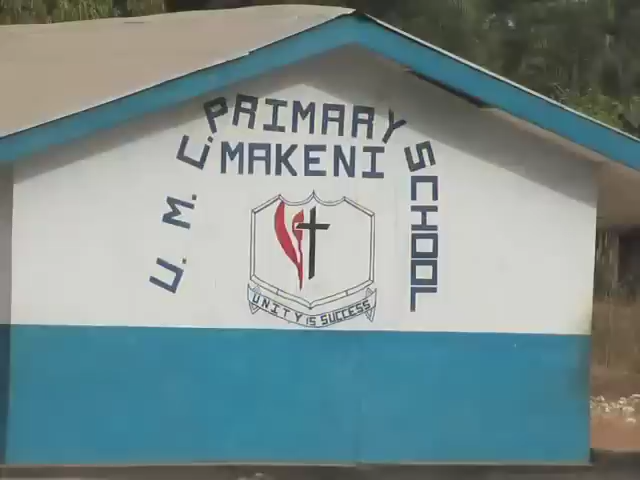 U. M. C. PRIMARY SCHOOL
MAKENI
UNITY IS SUCCESS